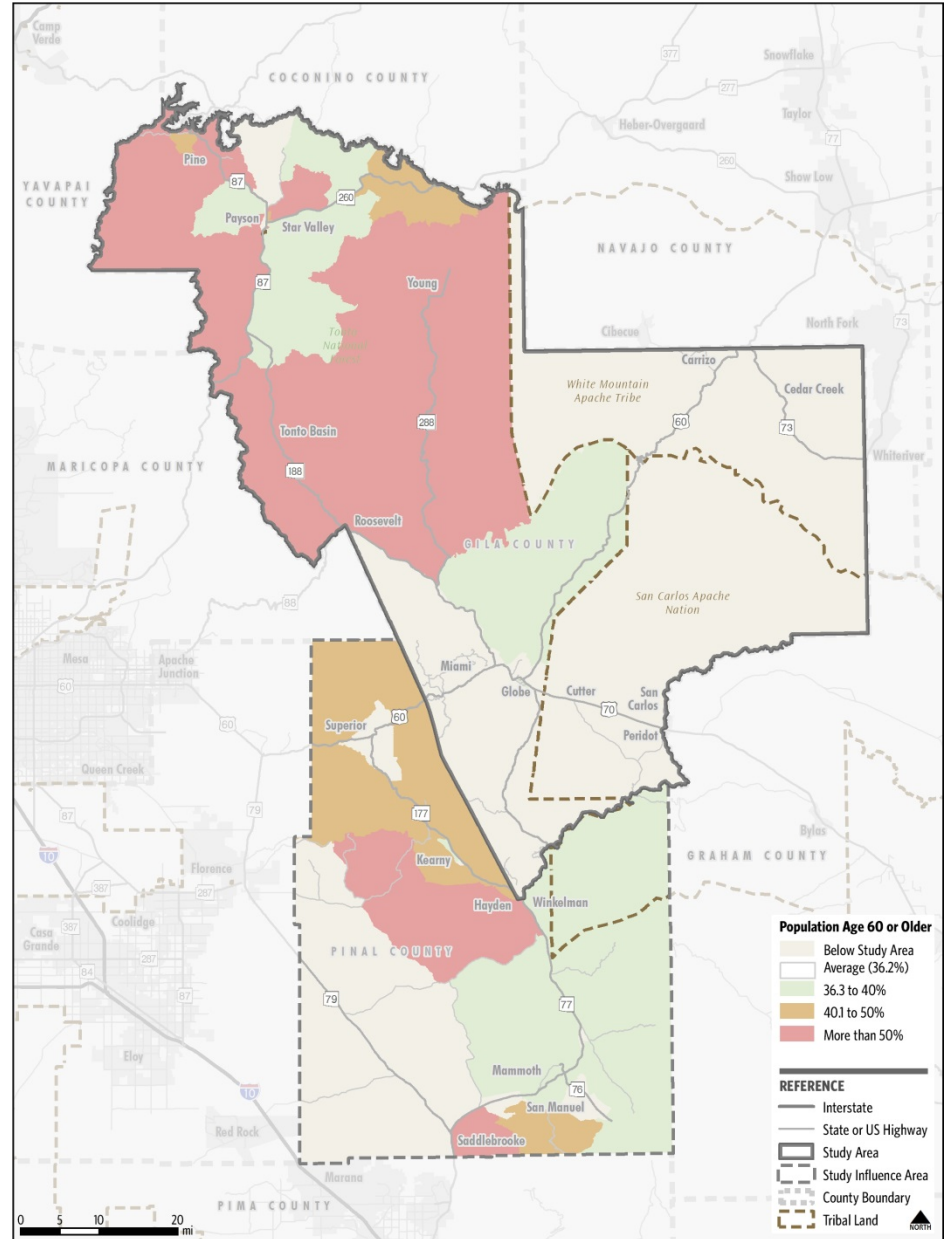 Camp
Verde
377
Snowflake
COCONINO COUNTY
277
Taylor
77
Heber-Overgaard
260
Pine
Show Low
YAVAPAI
COUNTY
87
260
Payson
Star Valley
NAVAJO COUNTY
87
Young
Cibecue
North Fork
73
Carrizo
White Mountain
Apache Tribe
Cedar Creek
60
288
73
Tonto Basin
Whiteriver
MARICOPA COUNTY
188
Roosevelt
GILA COUNTY
San Carlos Apache
Nation
88
Mesa
Apache
Junction
60
Miami
Globe
Cutter
San
Carlos
70
Peridot
60
Superior
60
Queen Creek
79
177
Bylas
10
Kearny
GRAHAM COUNTY
Florence
387
287
Hayden
Winkelman
Casa
Grande
387
Coolidge
287
PINAL COUNTY
84
87
79
77
Eloy
Mammoth
76
10
San Manuel
Red Rock
Saddlebrooke
Marana
PIMA COUNTY
Population Age 60 or Older
Below Study Area
Average (36.2%)
36.3 to 40%
40.1 to 50%
More than 50%
REFERENCE
Interstate
State or US Highway
Study Area
Study Influence Area
County Boundary
Tribal Land
NORTH
0 5 10 20
mi